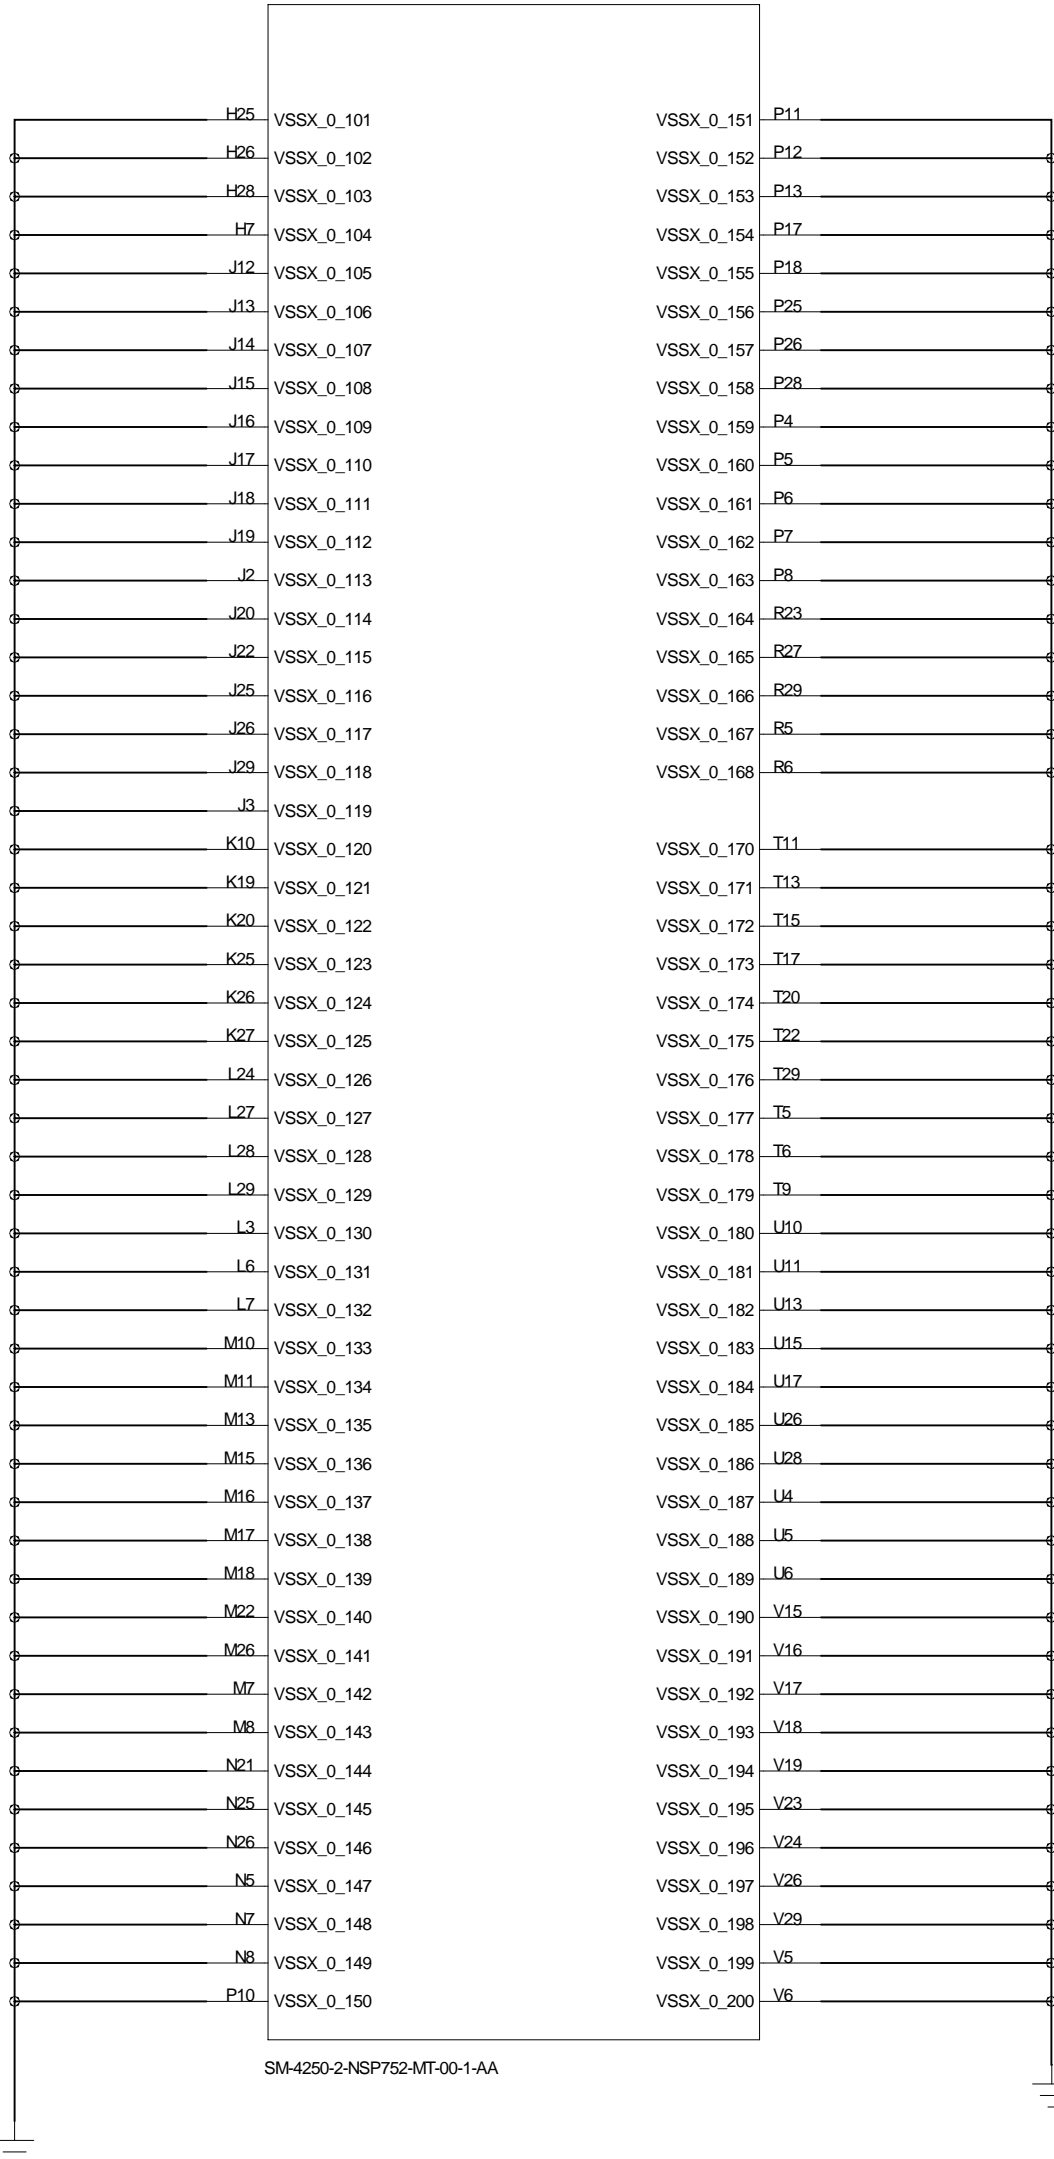 H25 VSSX_0_101 VSSX_0_151 P11
H26 VSSX_0_102 VSSX_0_152 P12
H28 VSSX_0_103 VSSX_0_153 P13
H7 VSSX_0_104 VSSX_0_154 P17
J12 VSSX_0_105 VSSX_0_155 P18
J13 VSSX_0_106 VSSX_0_156 P25
J14 VSSX_0_107 VSSX_0_157 P26
J15 VSSX_0_108 VSSX_0_158 P28
J16 VSSX_0_109 VSSX_0_159 P4
J17 VSSX_0_110 VSSX_0_160 P5
J18 VSSX_0_111 VSSX_0_161 P6
J19 VSSX_0_112 VSSX_0_162 P7
J2 VSSX_0_113 VSSX_0_163 P8
J20 VSSX_0_114 VSSX_0_164 R23
J22 VSSX_0_115 VSSX_0_165 R27
J25 VSSX_0_116 VSSX_0_166 R29
J26 VSSX_0_117 VSSX_0_167 R5
J29 VSSX_0_118 VSSX_0_168 R6
J3 VSSX_0_119
K10 VSSX_0_120 VSSX_0_170 T11
K19 VSSX_0_121 VSSX_0_171 T13
K20 VSSX_0_122 VSSX_0_172 T15
K25 VSSX_0_123 VSSX_0_173 T17
K26 VSSX_0_124 VSSX_0_174 T20
K27 VSSX_0_125 VSSX_0_175 T22
L24 VSSX_0_126 VSSX_0_176 T29
L27 VSSX_0_127 VSSX_0_177 T5
L28 VSSX_0_128 VSSX_0_178 T6
L29 VSSX_0_129 VSSX_0_179 T9
L3 VSSX_0_130 VSSX_0_180 U10
L6 VSSX_0_131 VSSX_0_181 U11
L7 VSSX_0_132 VSSX_0_182 U13
M10 VSSX_0_133 VSSX_0_183 U15
M11 VSSX_0_134 VSSX_0_184 U17
M13 VSSX_0_135 VSSX_0_185 U26
M15 VSSX_0_136 VSSX_0_186 U28
M16 VSSX_0_137 VSSX_0_187 U4
M17 VSSX_0_138 VSSX_0_188 U5
M18 VSSX_0_139 VSSX_0_189 U6
M22 VSSX_0_140 VSSX_0_190 V15
M26 VSSX_0_141 VSSX_0_191 V16
M7 VSSX_0_142 VSSX_0_192 V17
M8 VSSX_0_143 VSSX_0_193 V18
N21 VSSX_0_144 VSSX_0_194 V19
N25 VSSX_0_145 VSSX_0_195 V23
N26 VSSX_0_146 VSSX_0_196 V24
N5 VSSX_0_147 VSSX_0_197 V26
N7 VSSX_0_148 VSSX_0_198 V29
N8 VSSX_0_149 VSSX_0_199 V5
P10 VSSX_0_150 VSSX_0_200 V6
SM-4250-2-NSP752-MT-00-1-AA